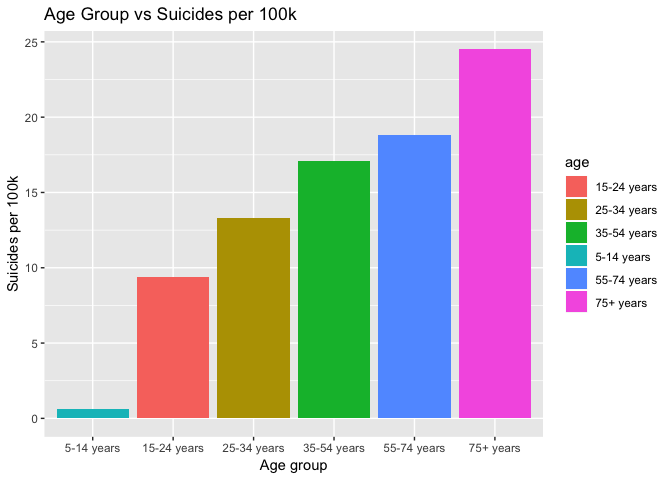 Age Group vs Suicides per 100k
25
20
15
10
5
0
Suicides per 100k
5-14 years
15-24 years
25-34 years
35-54 years
55-74 years
75+ years
Age group
age
15-24 years
25-34 years
35-54 years
5-14 years
55-74 years
75+ years